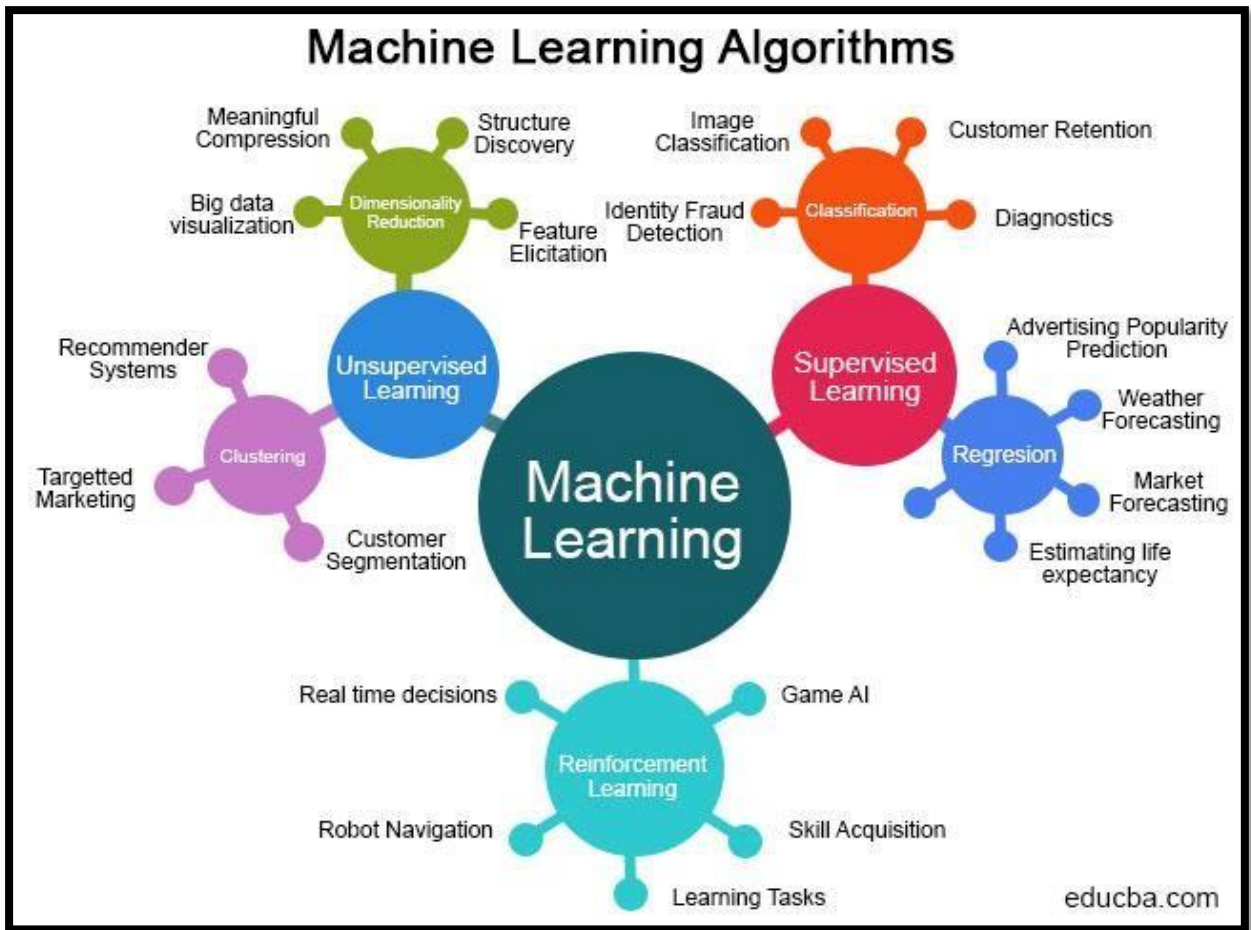 Machine Learning Algorithms
Meaningful
Compression
Structure
Discovery
Big data
visualization
Dimensionality
Reduction
Feature
Elicitation
Image
Classification
Customer Retention
Identity Fraud
Detection
Classification
Diagnostics
Recommender
Systems
Unsupervised
Learning
Clustering
Targetted
Marketing
Customer
Segmentation
Supervised
Learning
Advertising Popularity
Prediction
Weather
Forecasting
Regresion
Market
Forecasting
Estimating life
expectancy
Machine
Learning
Real time decisions
Game AI
Reinforcement
Learning
Robot Navigation
Skill Acquisition
Learning Tasks
educba.com